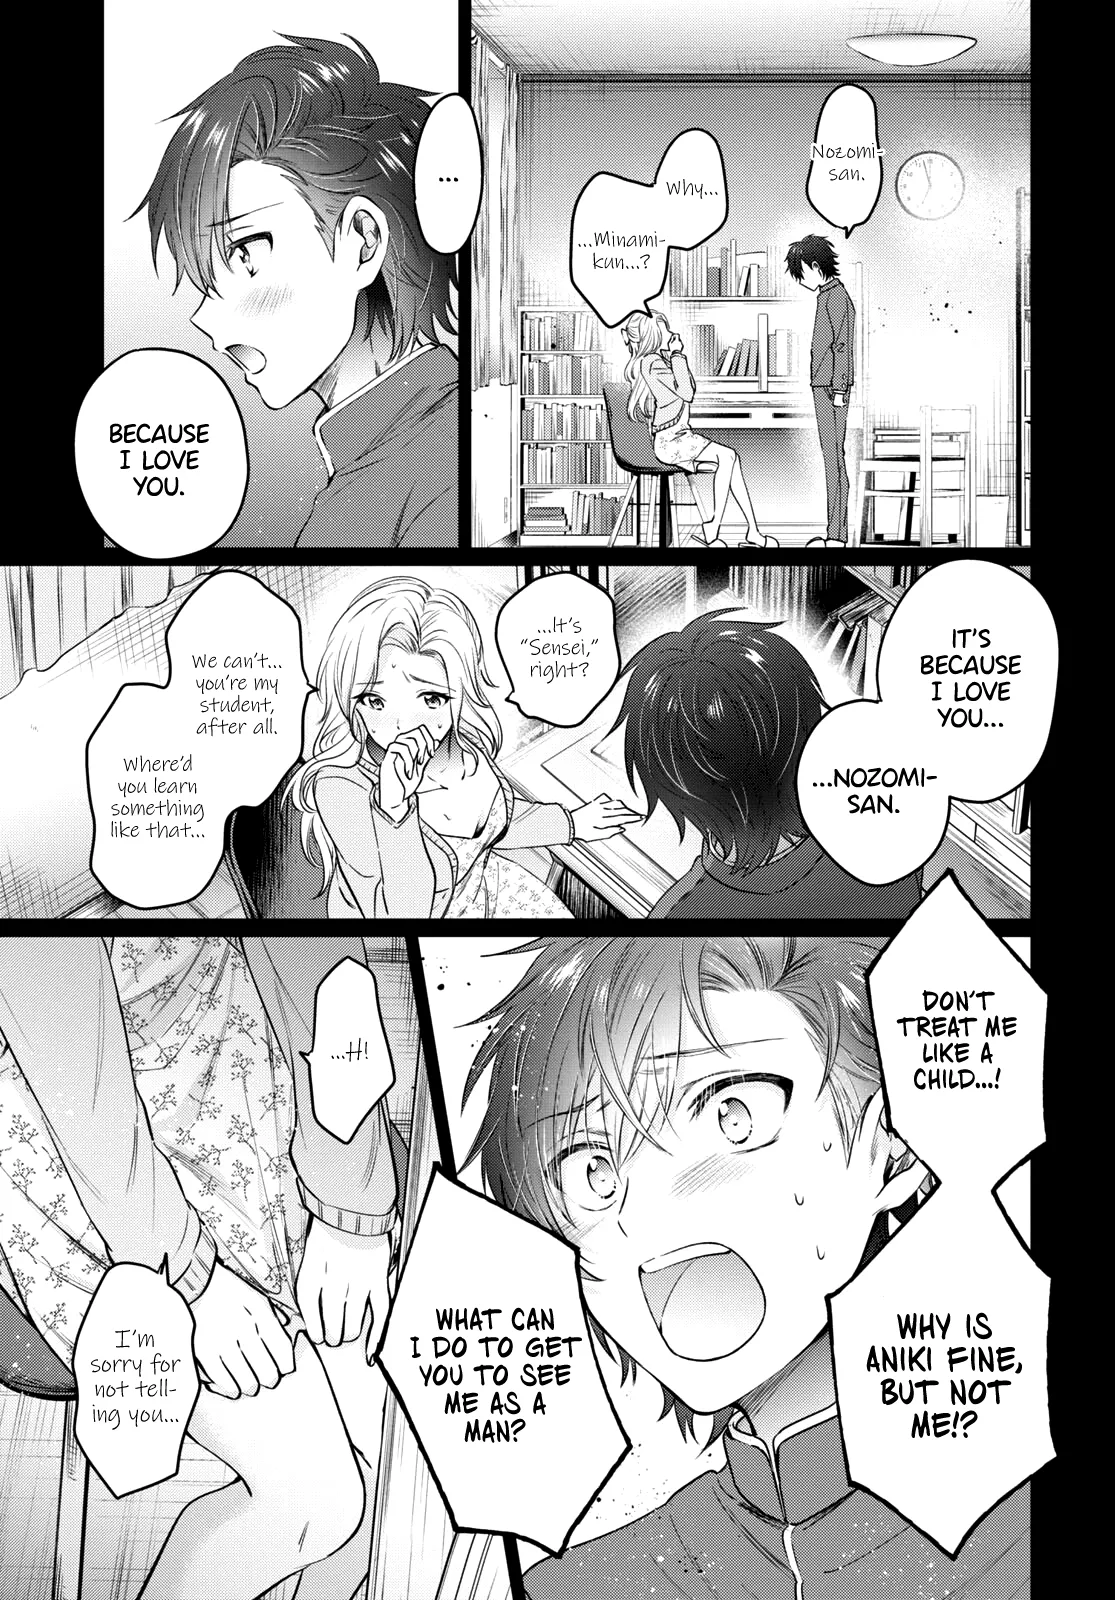 Nozomi-
san.
Why...
...Minami-
kun...?
...
BECAUSE
I LOVE
YOU.
IT'S
BECAUSE
I LOVE
YOU...
...NOZOMI-
SAN.
...It's
"Sensei,"
right?
We can't...
you're my
student,
after all.
Where'd
you learn
something
like that...
DON'T
TREAT ME
LIKE A
CHILD...!
WHY IS
ANIKI FINE,
BUT NOT
ME!?
WHAT CAN
I DO TO GET
YOU TO SEE
ME AS A
MAN?
...H!
I'm
sorry for
not tell-
ing you...